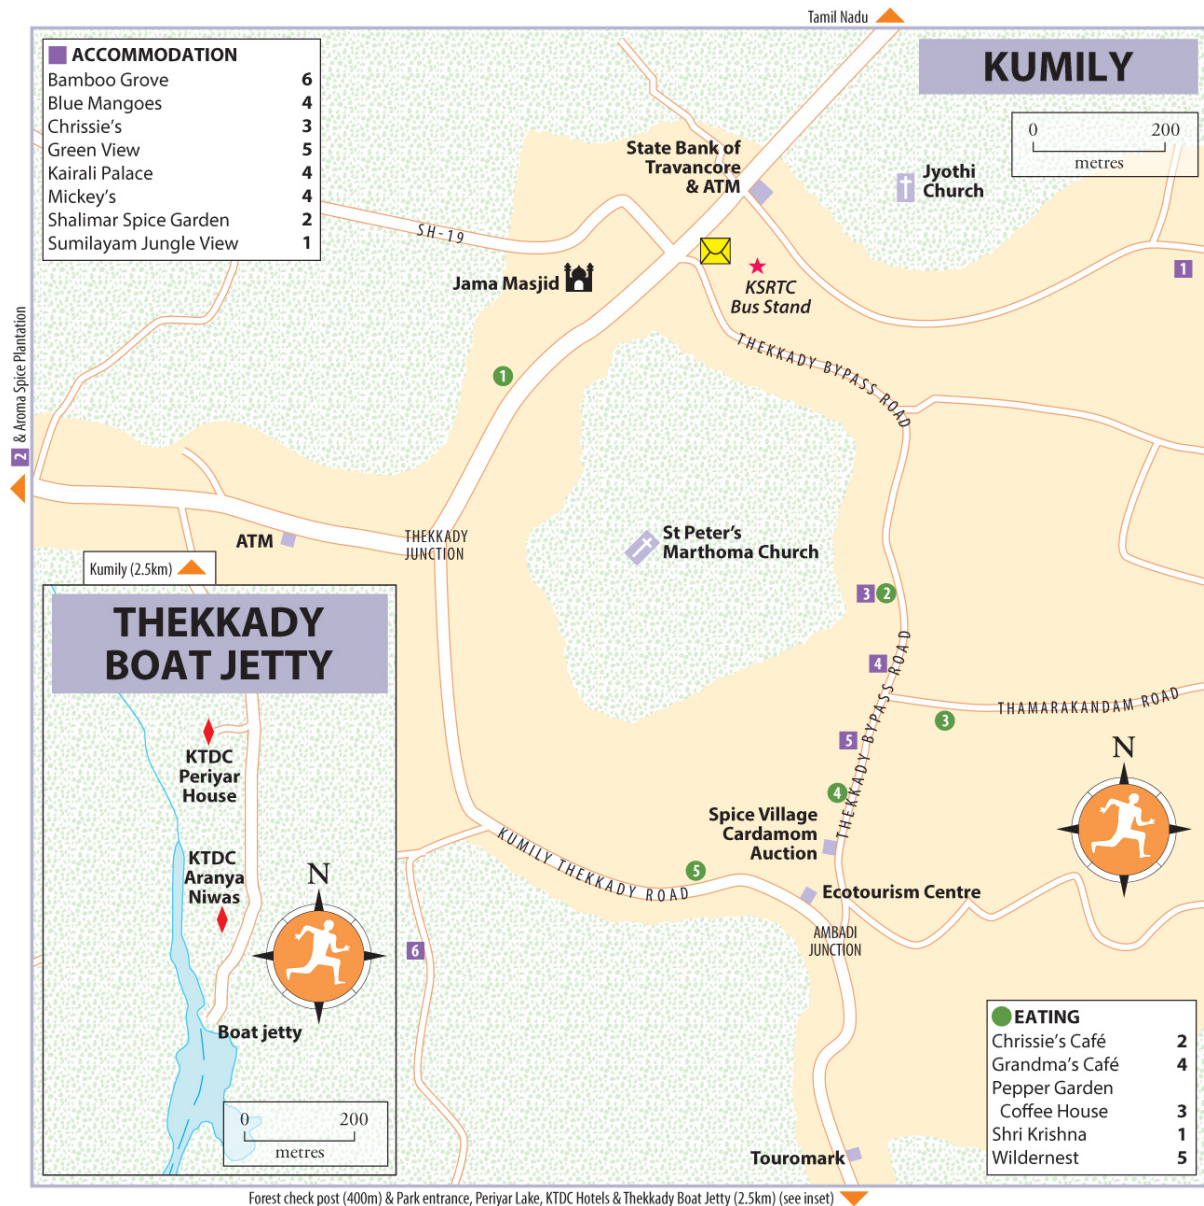 Tamil Nadu
ACCOMMODATION
Bamboo Grove 6
Blue Mangoes 4
Chrissie's 3
Green View 5
Kairali Palace 4
Mickey's 4
Shalimar Spice Garden 2
Sumilayam Jungle View 1
KUMILY
0 200
metres
State Bank of
Travancore
& ATM
Jyothi
Church
SH-19
Jama Masjid
KSRTC
Bus Stand
1
THEKKADY BYPASS ROAD
1
2 & Aroma Spice Plantation
ATM
THEKKADY
JUNCTION
St Peter's
Marthoma Church
Kumily (2.5km)
THEKKADY
BOAT JETTY
3 2
4
THEKKADY BYPASS ROAD
THAMARAKANDAM ROAD
3
5
4
N
KTDC
Periyar
House
Spice Village
Cardamom
Auction
KUMILY THEKKADY ROAD
5
Ecotourism Centre
KTDC
Aranya
Niwas
N
6
AMBADI
JUNCTION
Boat jetty
0 200
metres
EATING
Chrissie's Café 2
Grandma's Café 4
Pepper Garden
Coffee House 3
Shri Krishna 1
Wildernest 5
Touromark
Forest check post (400m) & Park entrance, Periyar Lake, KTDC Hotels & Thekkady Boat Jetty (2.5km) (see inset)